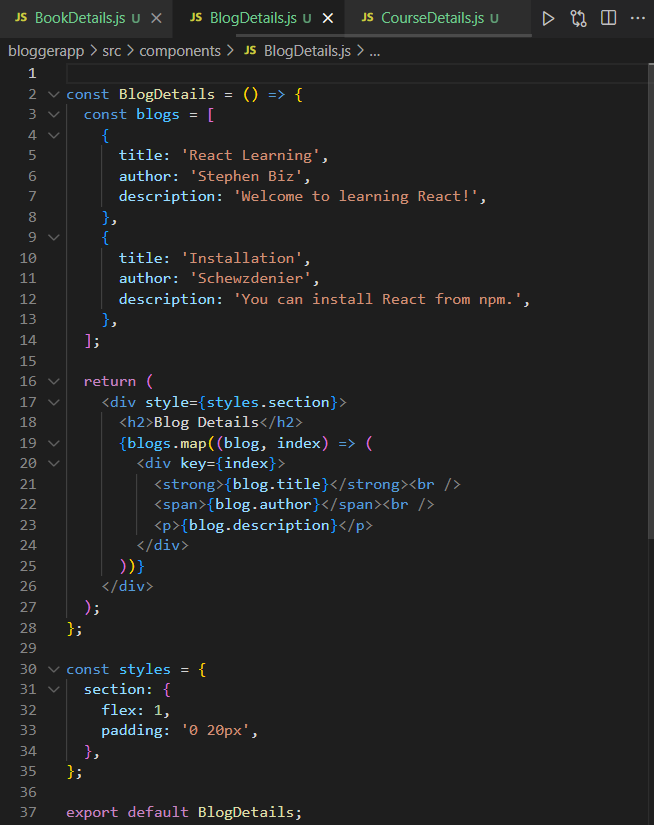 JS BookDetails.js U × JS BlogDetails.js U × JS CourseDetails.js U
bloggerapp > src > components > JS BlogDetails.js > ...
1
2 const BlogDetails = () => {
3   const blogs = [
4     {
5       title: 'React Learning',
6       author: 'Stephen Biz',
7       description: 'Welcome to learning React!',
8     },
9     {
10       title: 'Installation',
11       author: 'Schewzdenier',
12       description: 'You can install React from npm.',
13     },
14   ];
15
16   return (
17     <div style={styles.section}>
18       <h2>Blog Details</h2>
19       {blogs.map((blog, index) => (
20         <div key={index}>
21           <strong>{blog.title}</strong><br />
22           <span>{blog.author}</span><br />
23           <p>{blog.description}</p>
24         </div>
25       ))}
26     </div>
27   );
28 };
29
30 const styles = {
31   section: {
32     flex: 1,
33     padding: '0 20px',
34   },
35 };
36
37 export default BlogDetails;